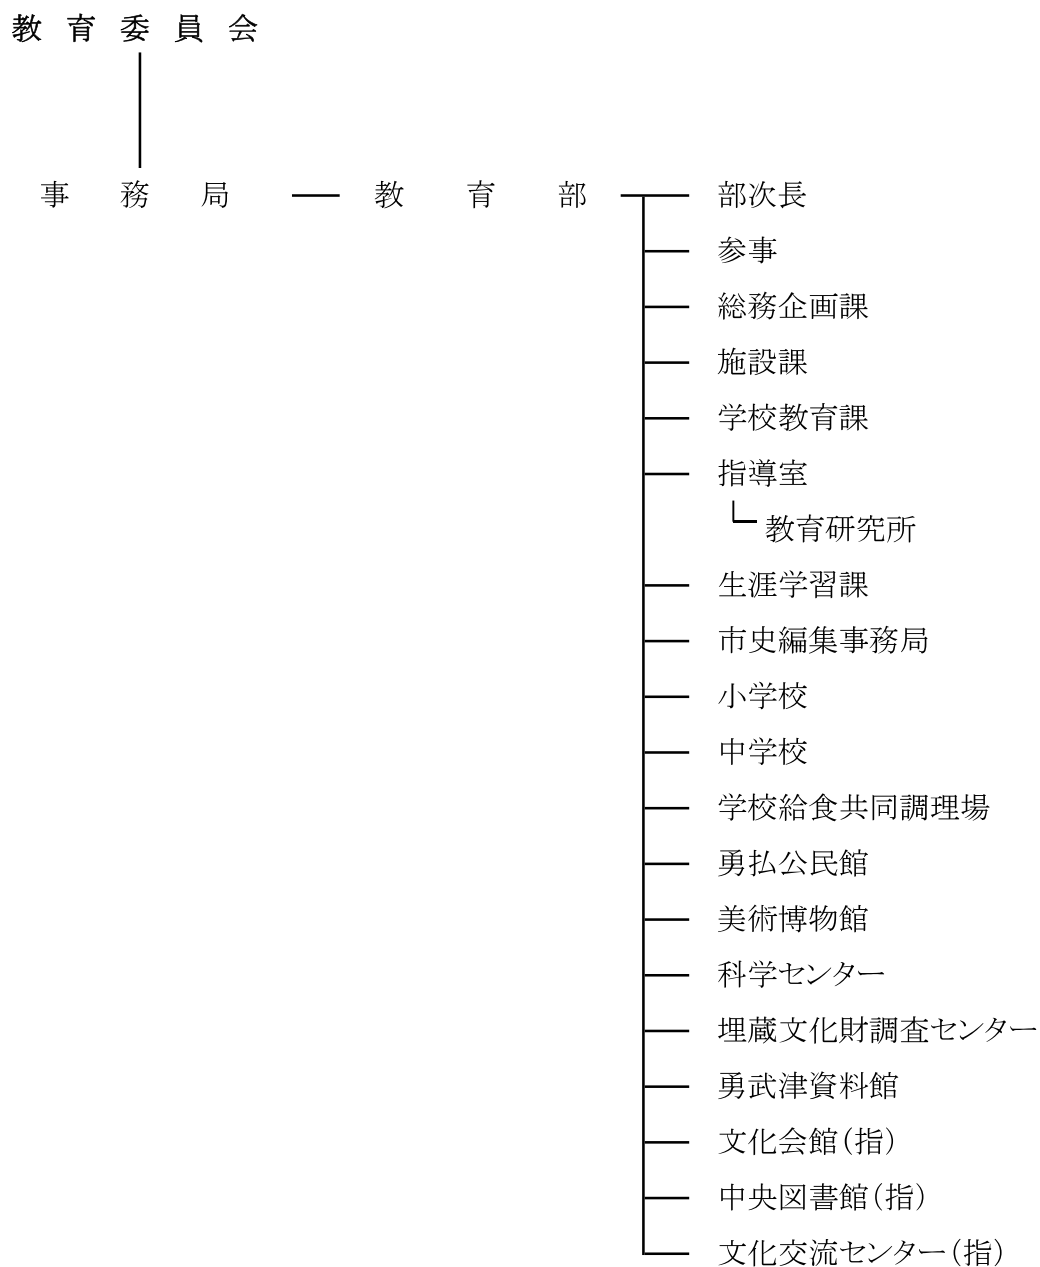 教育委員会
事務局 教育部 部次長
参事
総務企画課
施設課
学校教育課
指導室
教育研究所
生涯学習課
市史編集事務局
小学校
中学校
学校給食共同調理場
勇払公民館
美術博物館
科学センター
埋蔵文化財調査センター
勇武津資料館
文化会館(指)
中央図書館(指)
文化交流センター(指)